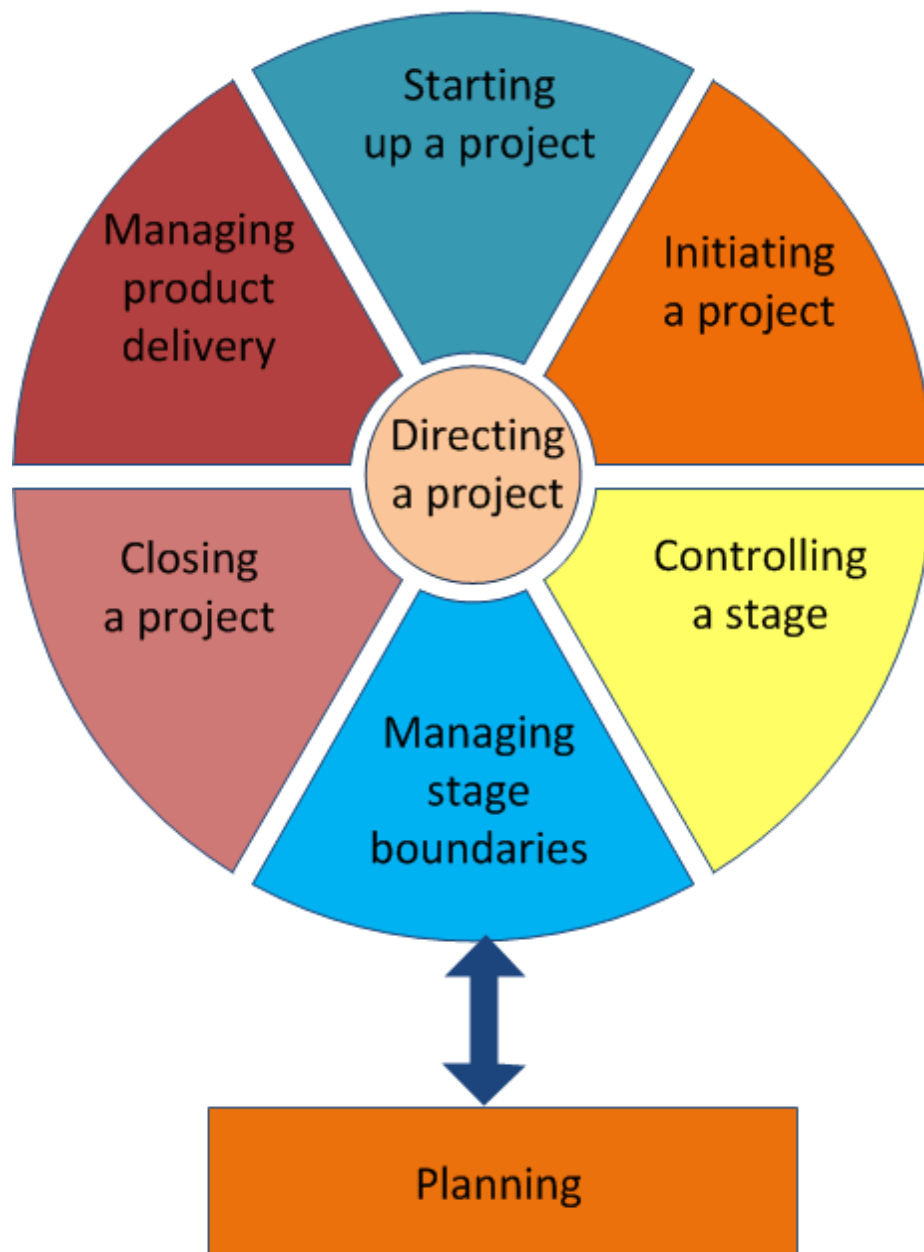 Starting
up a project
Initiating
a project
Managing
product
delivery
Directing
a project
Controlling
a stage
Closing
a project
Managing
stage
boundaries
Planning